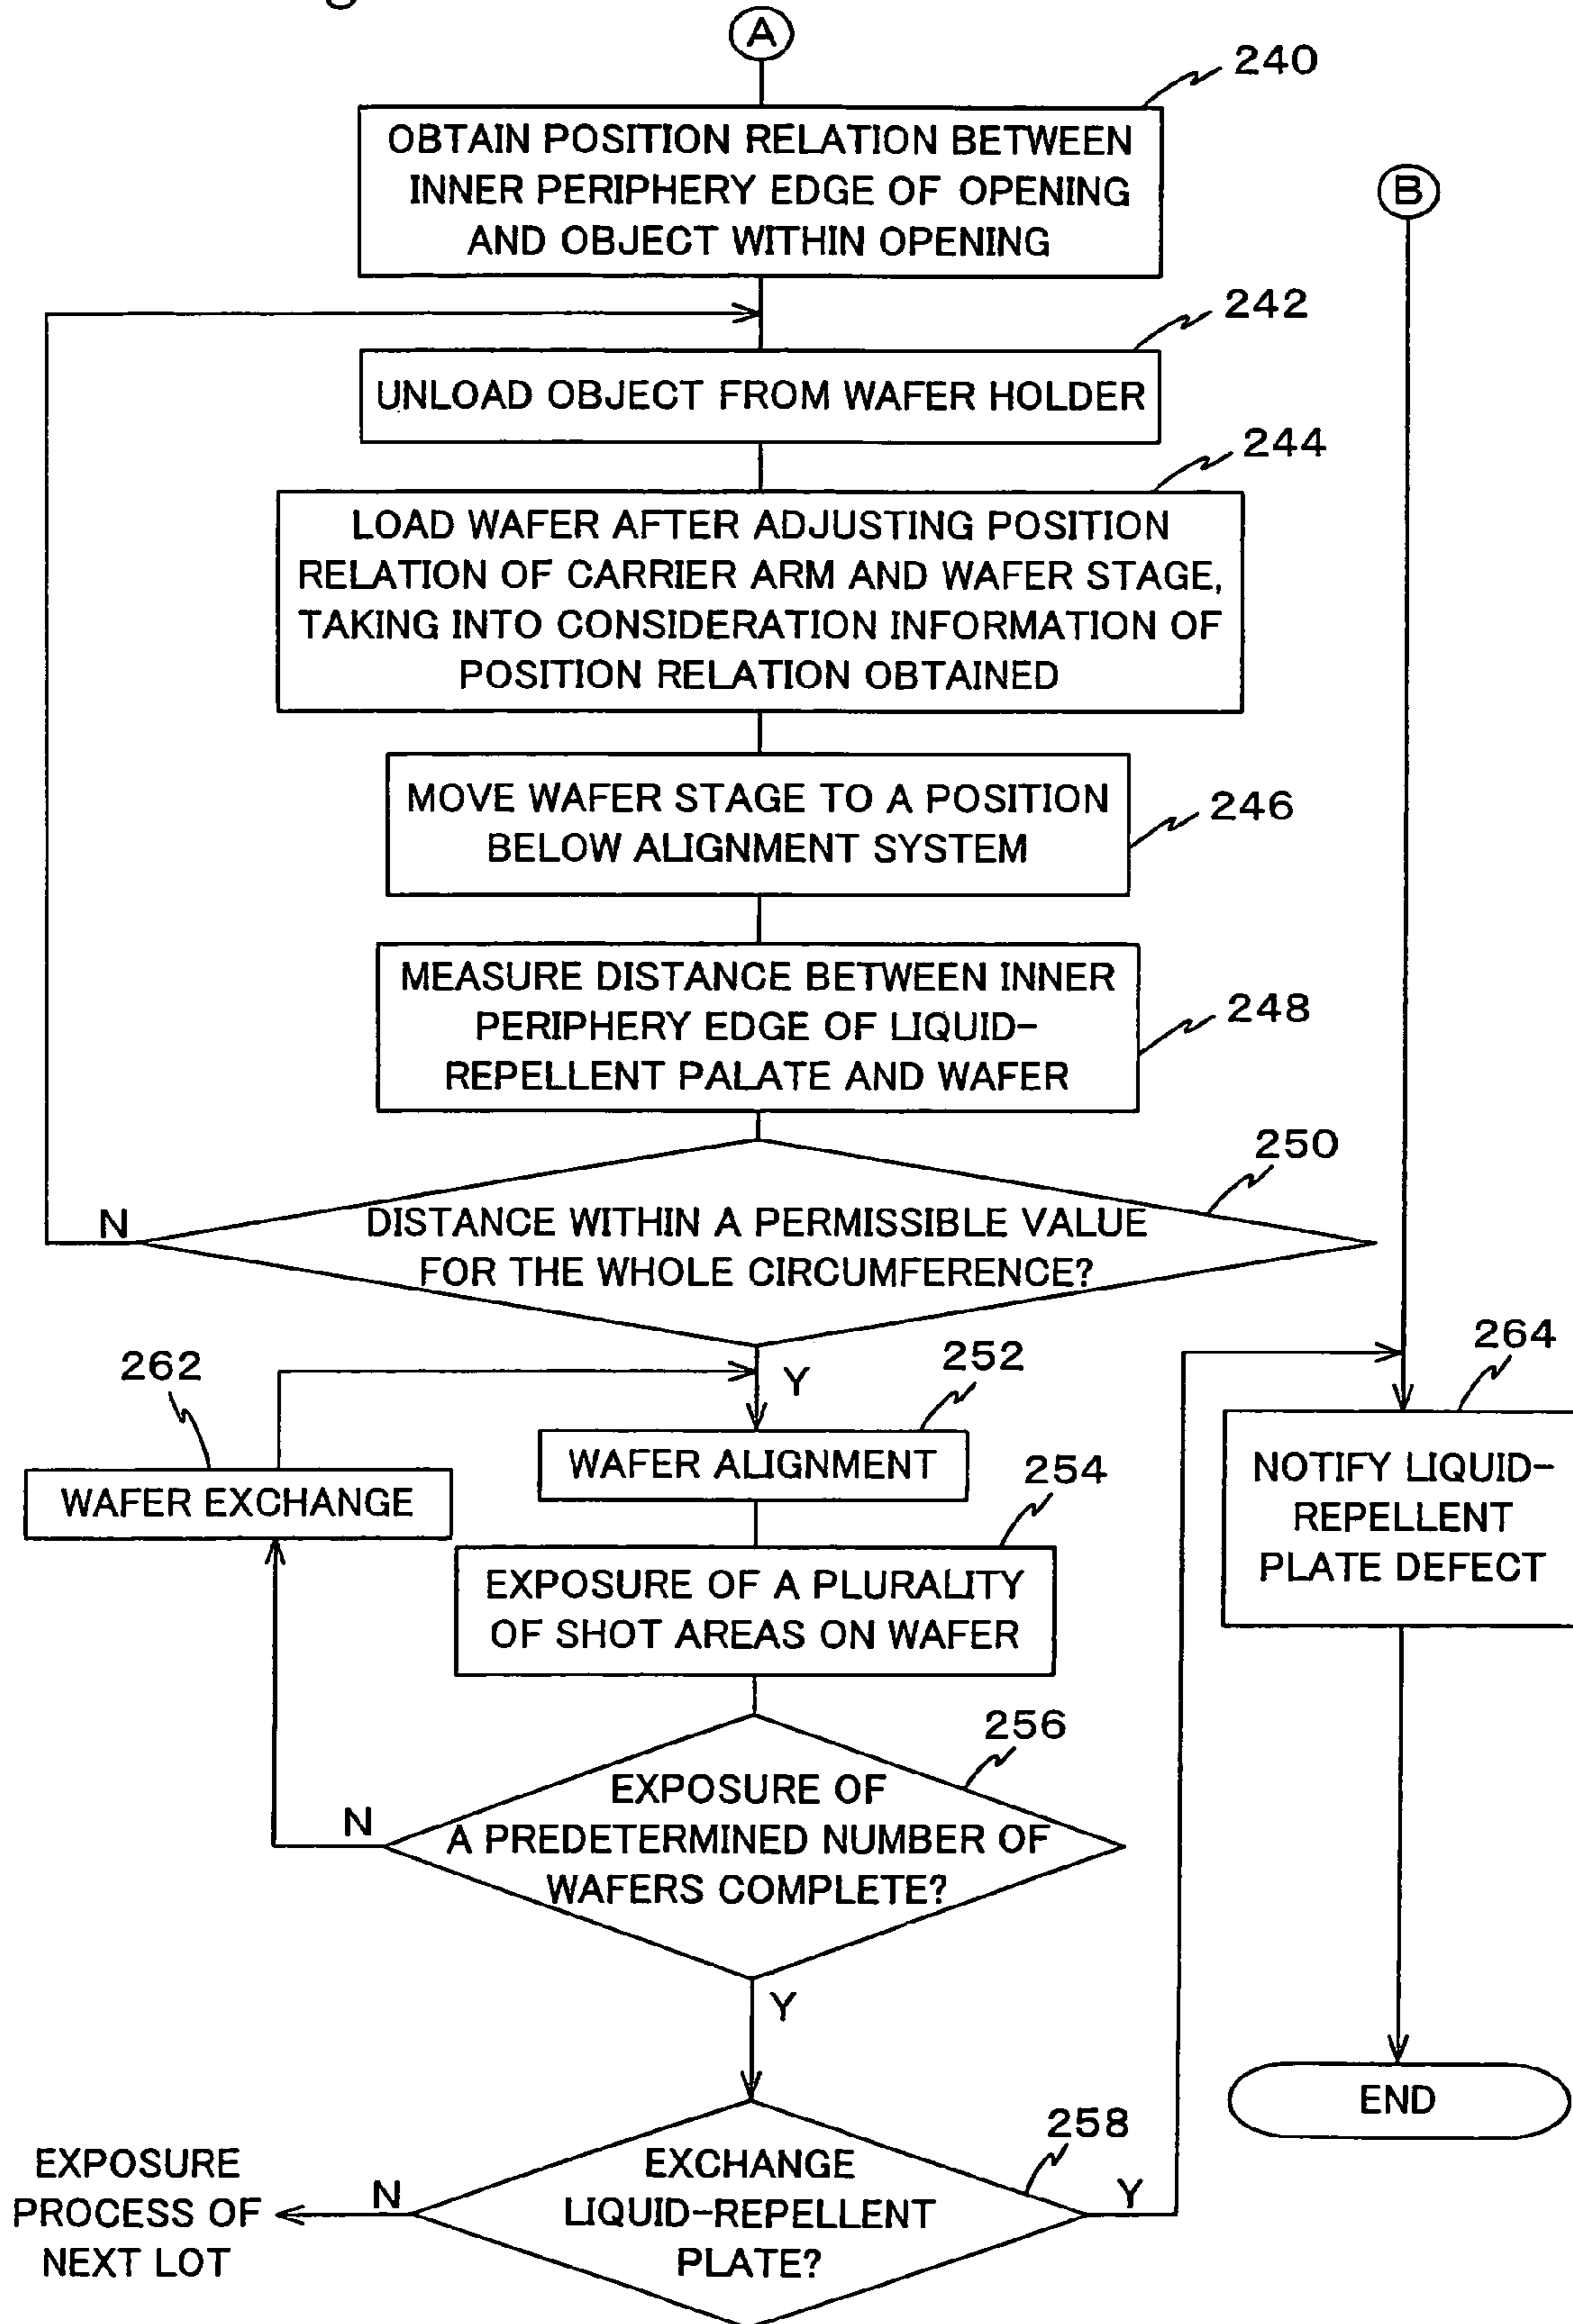 g
A
240
OBTAIN POSITION RELATION BETWEEN
INNER PERIPHERY EDGE OF OPENING
AND OBJECT WITHIN OPENING
B
242
UNLOAD OBJECT FROM WAFER HOLDER
244
LOAD WAFER AFTER ADJUSTING POSITION
RELATION OF CARRIER ARM AND WAFER STAGE,
TAKING INTO CONSIDERATION INFORMATION OF
POSITION RELATION OBTAINED
MOVE WAFER STAGE TO A POSITION
BELOW ALIGNMENT SYSTEM
246
MEASURE DISTANCE BETWEEN INNER
PERIPHERY EDGE OF LIQUID-
REPELLENT PALATE AND WAFER
248
250
N
DISTANCE WITHIN A PERMISSIBLE VALUE
FOR THE WHOLE CIRCUMFERENCE?
262
Y
252
264
WAFER EXCHANGE
WAFER ALIGNMENT
254
NOTIFY LIQUID-
REPELLENT
PLATE DEFECT
EXPOSURE OF A PLURALITY
OF SHOT AREAS ON WAFER
256
N
EXPOSURE OF
A PREDETERMINED NUMBER OF
WAFERS COMPLETE?
Y
END
258
EXPOSURE
PROCESS OF
NEXT LOT
N
EXCHANGE
LIQUID-REPELLENT
PLATE?
Y